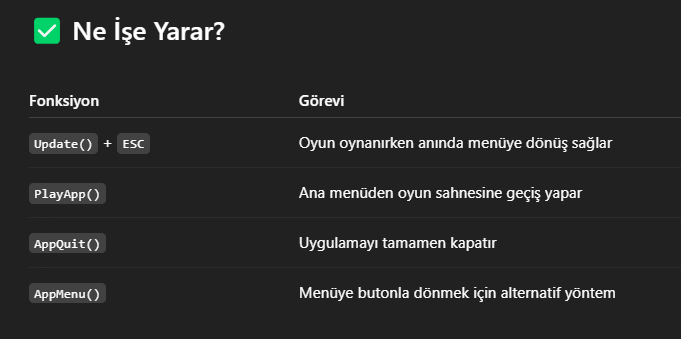 ✅ Ne İşe Yarar?
Fonksiyon Görevi
Update() + ESC Oyun oynanırken anında menüye dönüş sağlar
PlayApp() Ana menüden oyun sahnesine geçiş yapar
AppQuit() Uygulamayı tamamen kapatır
AppMenu() Menüye butonla dönmek için alternatif yöntem